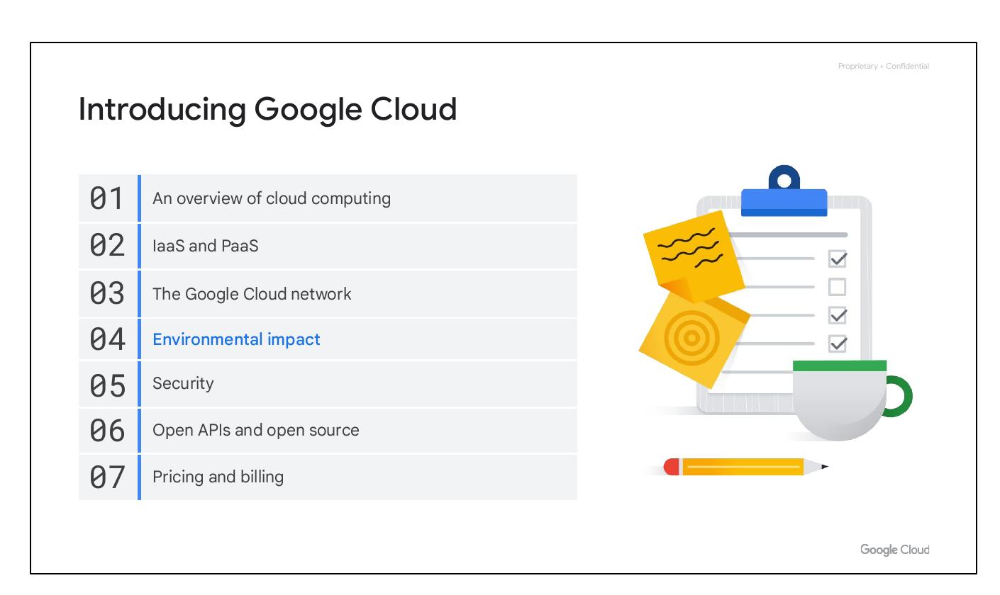 Proprietary + Confidential
Introducing Google Cloud
01 An overview of cloud computing
02 IaaS and PaaS
03 The Google Cloud network
04 Environmental impact
05 Security
06 Open APIs and open source
07 Pricing and billing
Google Cloud